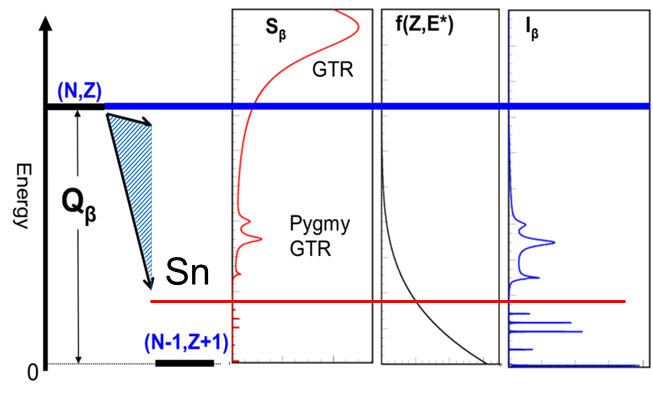 Energy
(N,Z)
Qβ
Sn
(N-1,Z+1)
0
Sβ
GTR
Pygmy
GTR
f(Z,E*)
Iβ